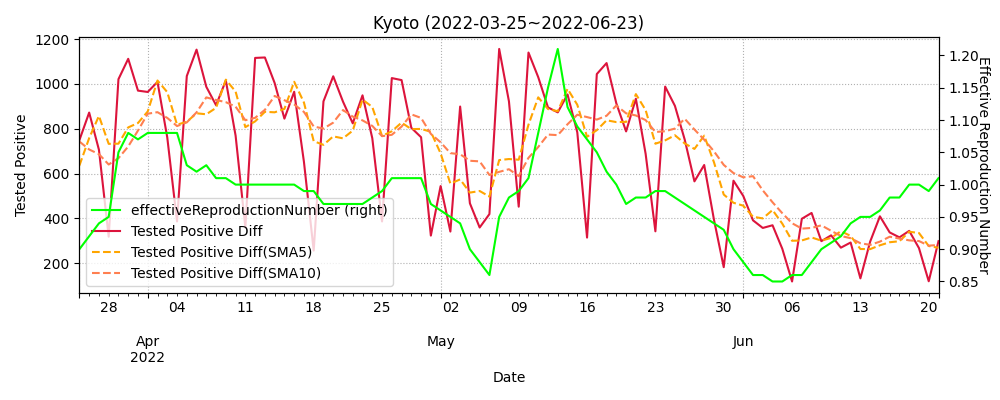 Kyoto (2022-03-25~2022-06-23)
1200
1000
800
600
400
200
Tested Positive
1.20
1.15
1.10
1.05
1.00
0.95
0.90
0.85
Effective Reproduction Number
effectiveReproductionNumber (right)
Tested Positive Diff
Tested Positive Diff(SMA5)
Tested Positive Diff(SMA10)
28 04 11 18 25 02 09 16 23 30 06 13 20
Apr May Jun
2022
Date